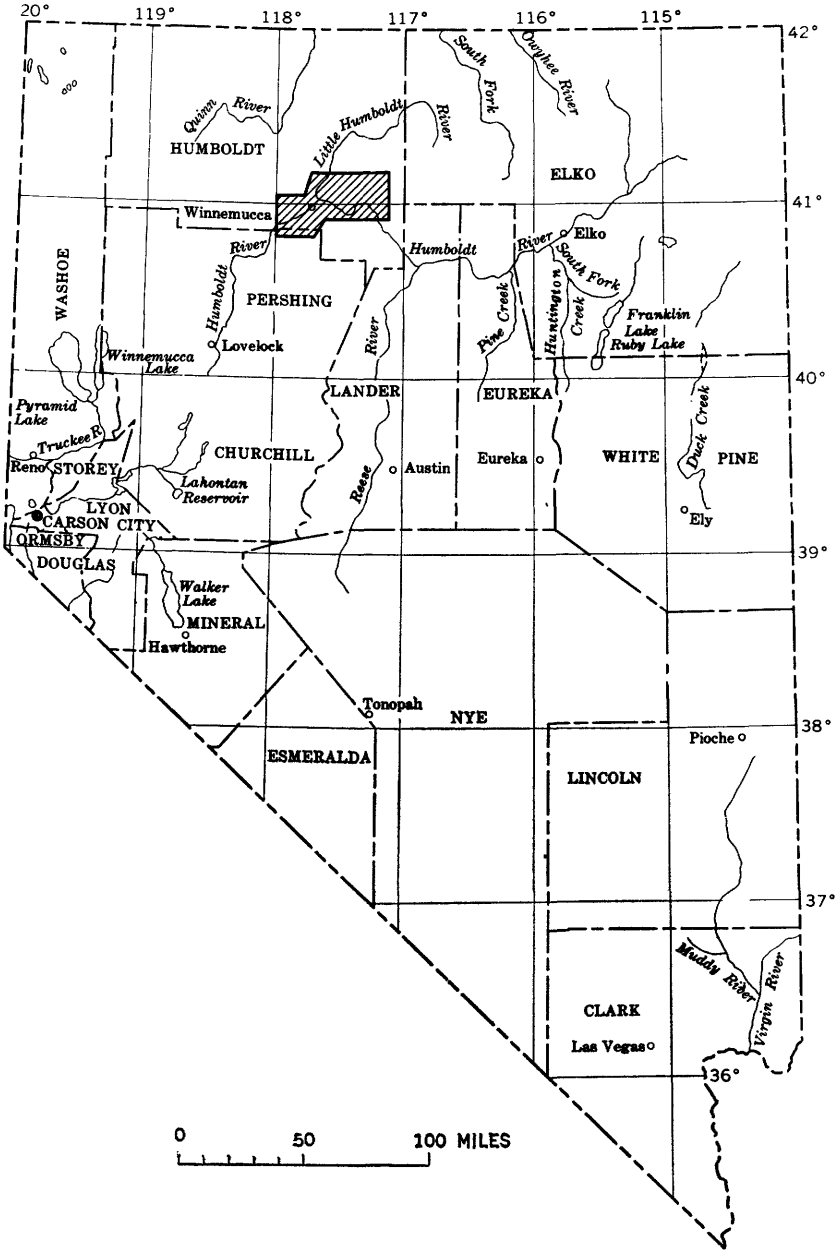 20°
119°
118°
117°
116°
115°
42°
South
Fork
Owyhee River
Quinn River
Little Humboldt
River
HUMBOLDT
ELKO
41°
Winnemucca
Elko
River
Humboldt
River
South Fork
WASHOE
Humboldt
PERSHING
River
Pine Creek
Huntington
Creek
Franklin
Lake
Ruby Lake
Lovelock
Winnemucca
Lake
40°
LANDER
EUREKA
Pyramid
Lake
Duck Creek
Truckee R
Reno
STOREY
CHURCHILL
Reese
Austin
Eureka
WHITE
PINE
Lahontan
Reservoir
LYON
CARSON CITY
Ely
ORMSBY
39°
DOUGLAS
Walker
Lake
MINERAL
Hawthorne
Tonopah
NYE
38°
Pioche
ESMERALDA
LINCOLN
37°
Muddy River
Virgin River
CLARK
Las Vegas
36°
0 50 100 MILES